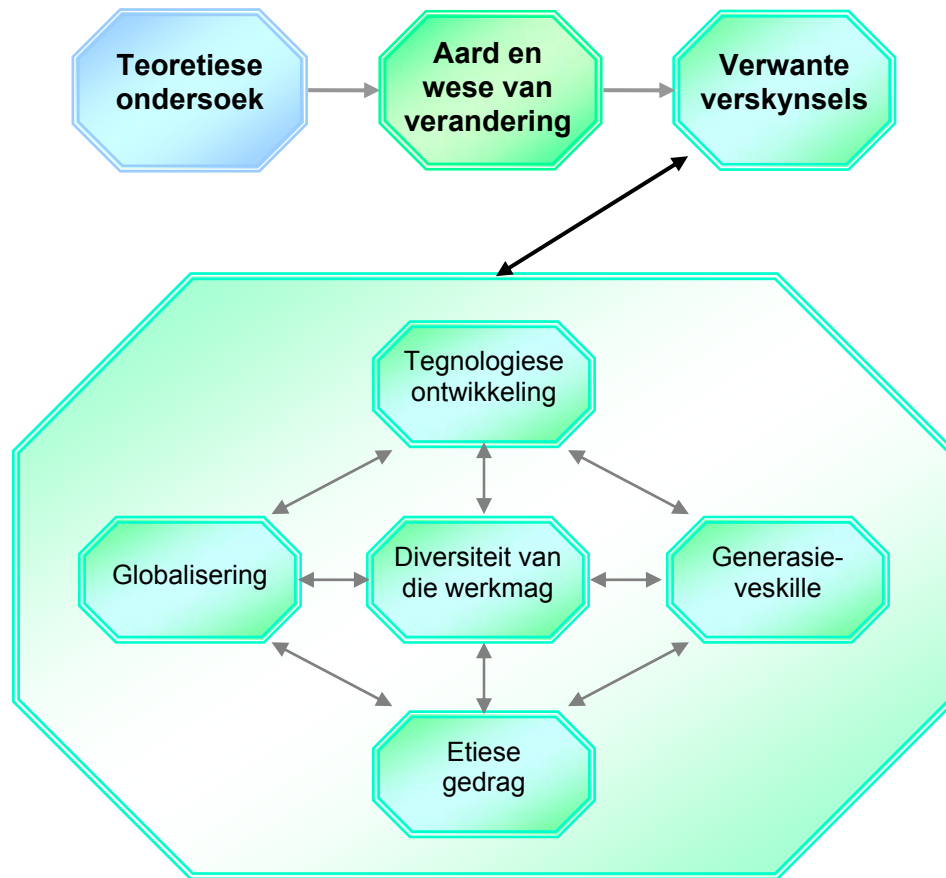 Teoretiese
ondersoek
Aard en
wese van
verandering
Verwante
verskynsels
Tegnologiese
ontwikkeling
Globalisering
Diversiteit van
die werkmag
Generasie-
veskille
Etiese
gedrag